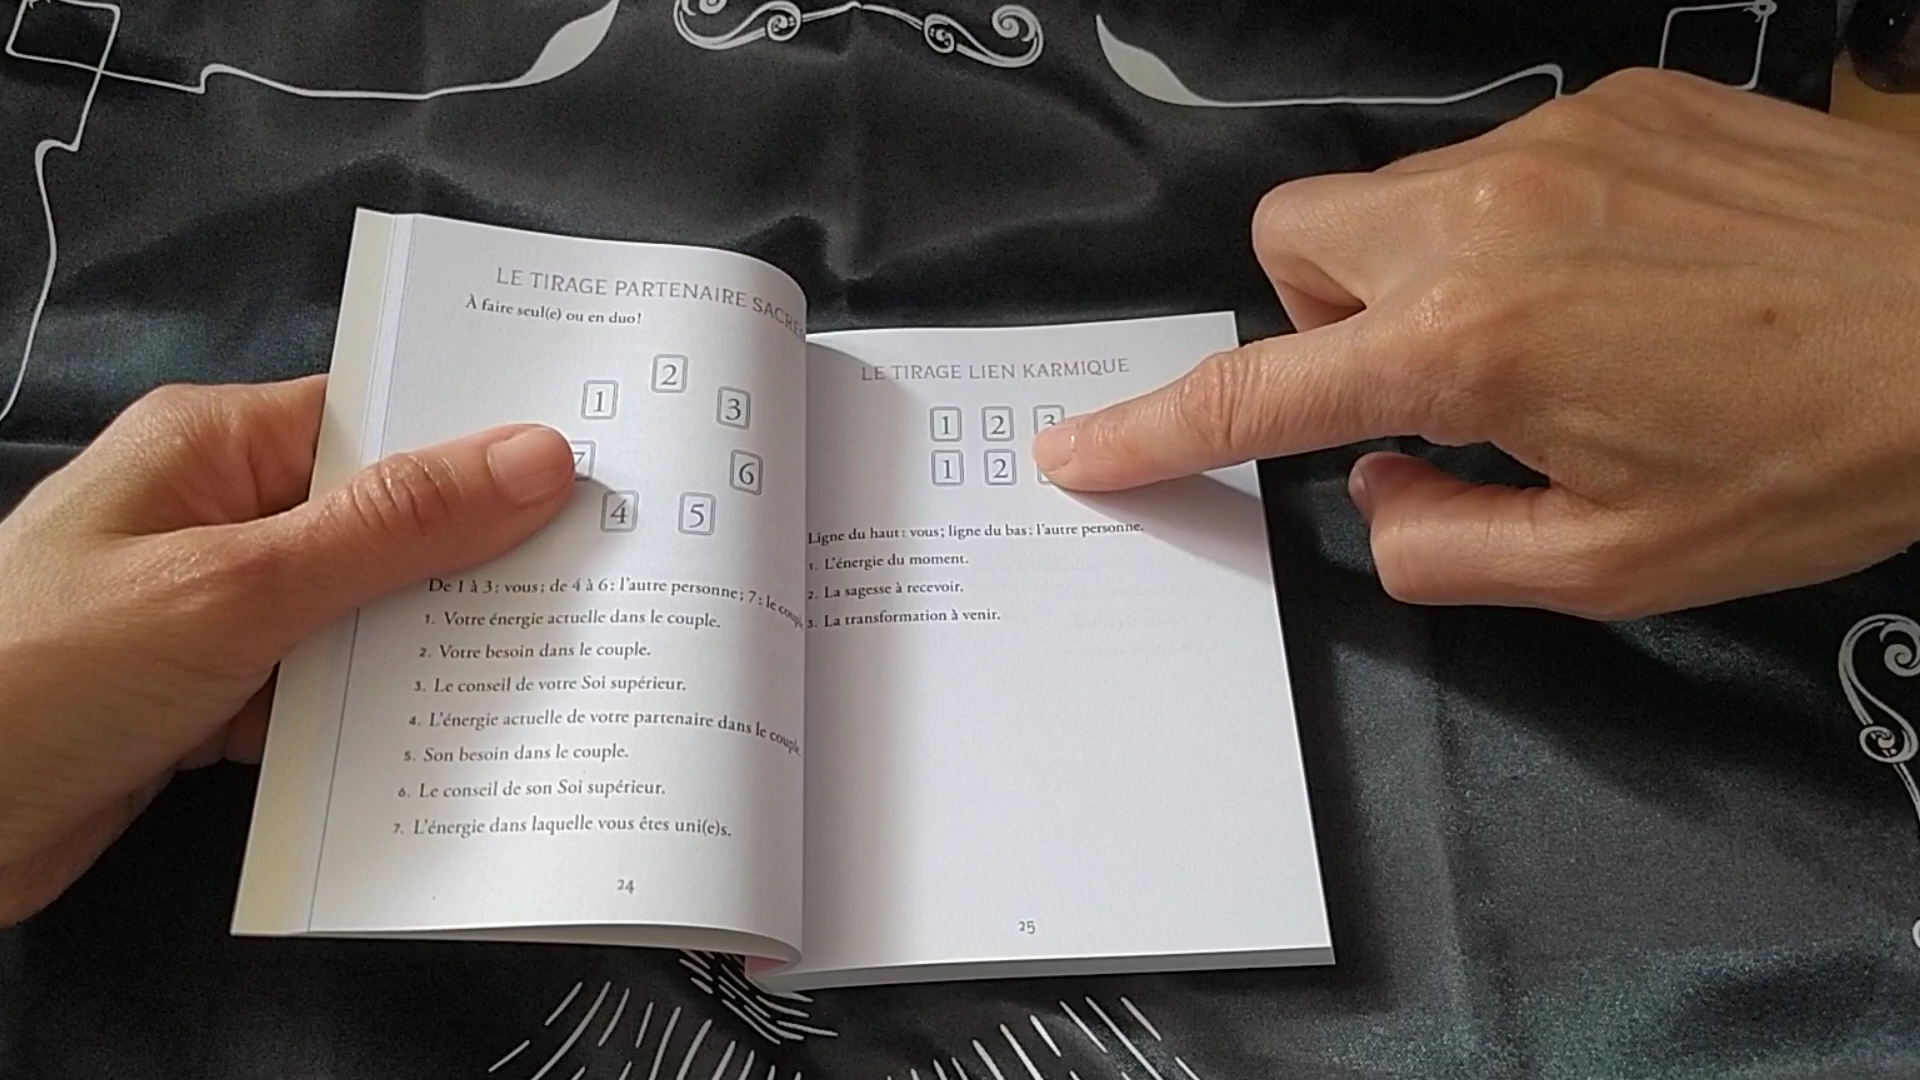 LE TIRAGE PARTENAIRE SACRÉ
À faire seul(e) ou en duo!
2
1
3
7
6
4
5
De 1 à 3 : vous ; de 4 à 6 : l'autre personne ; 7 : le couple
1. Votre énergie actuelle dans le couple.
2. Votre besoin dans le couple.
3. Le conseil de votre Soi supérieur.
4. L'énergie actuelle de votre partenaire dans le couple.
5. Son besoin dans le couple.
6. Le conseil de son Soi supérieur.
7. L'énergie dans laquelle vous êtes uni(e)s.
24
LE TIRAGE LIEN KARMIQUE
1 2 3
1 2
Ligne du haut : vous ; ligne du bas : l'autre personne.
1. L'énergie du moment.
2. La sagesse à recevoir.
3. La transformation à venir.
25